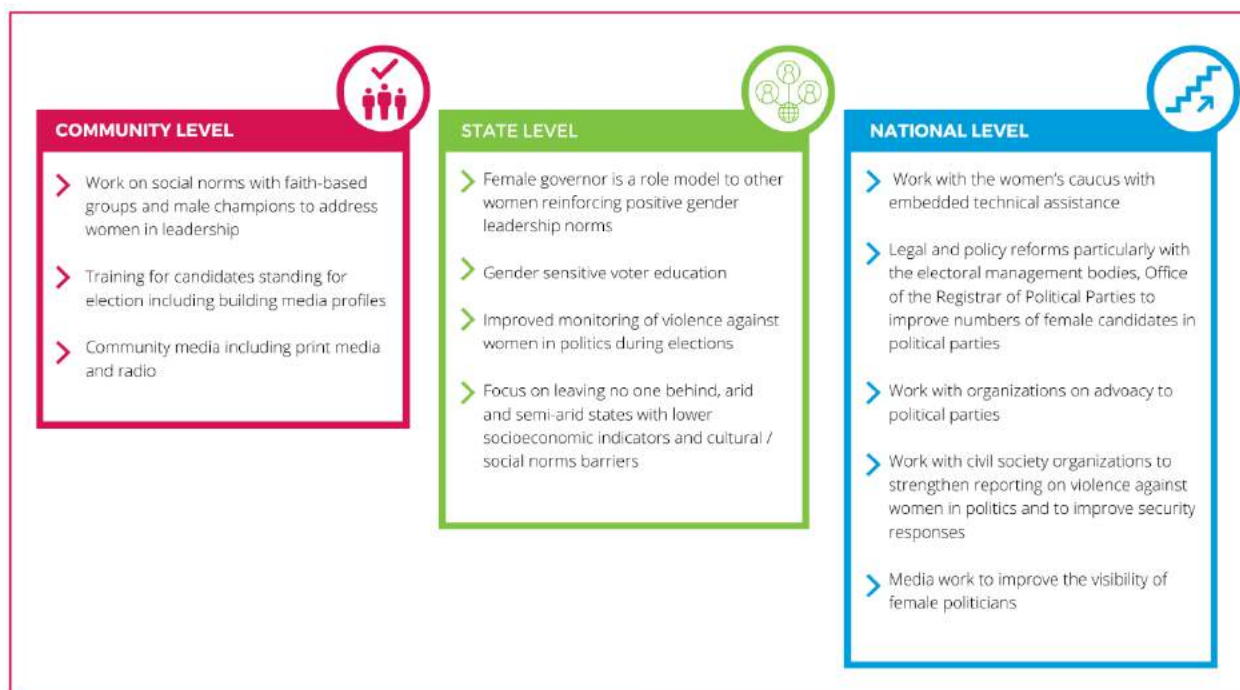 COMMUNITY LEVEL
Work on social norms with faith-based
groups and male champions to address
women in leadership
Training for candidates standing for
election including building media profiles
Community media including print media
and radio
STATE LEVEL
Female governor is a role model to other
women reinforcing positive gender
leadership norms
Gender sensitive voter education
Improved monitoring of violence against
women in politics during elections
Focus on leaving no one behind, arid
and semi-arid states with lower
socioeconomic indicators and cultural /
social norms barriers
NATIONAL LEVEL
Work with the women's caucus with
embedded technical assistance
Legal and policy reforms particularly with
the electoral management bodies, Office
of the Registrar of Political Parties to
improve numbers of female candidates in
political parties
Work with organizations on advocacy to
political parties
Work with civil society organizations to
strengthen reporting on violence against
women in politics and to improve security
responses
Media work to improve the visibility of
female politicians